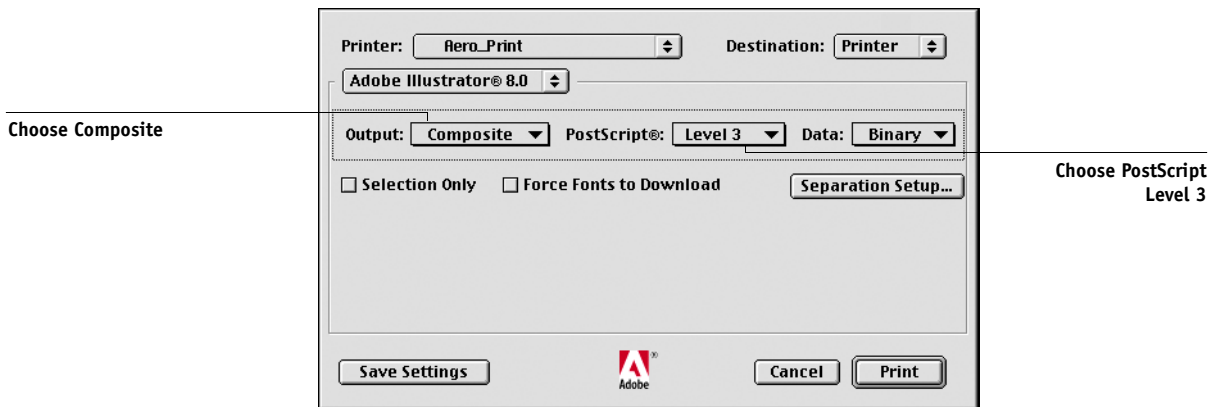 Printer: Aero_Print Destination: Printer
Adobe Illustrator® 8.0
Choose Composite
Output: Composite PostScript®: Level 3 Data: Binary
Choose PostScript
Level 3
Selection Only Force Fonts to Download Separation Setup...
Save Settings Adobe ® Cancel Print